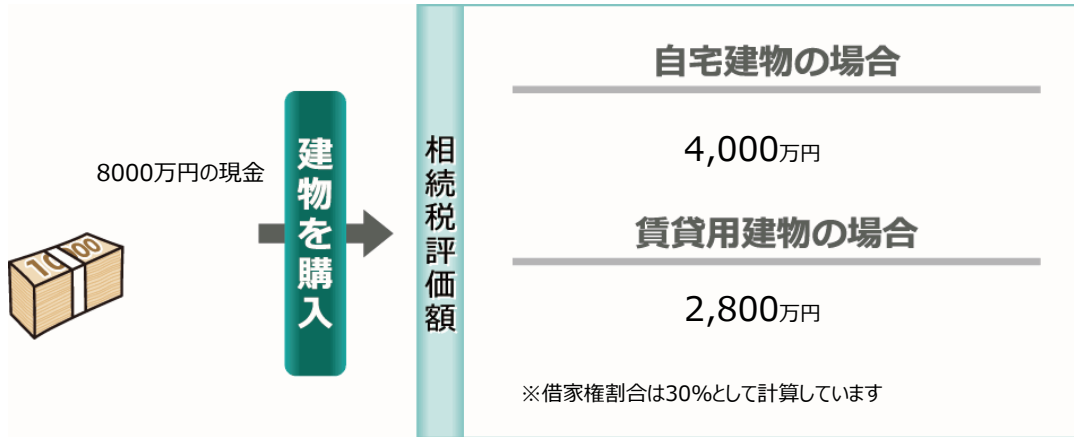 8000万円の現金
建物を購入
相続税評価額
自宅建物の場合
4,000万円
賃貸用建物の場合
2,800万円
※借家権割合は30%として計算しています